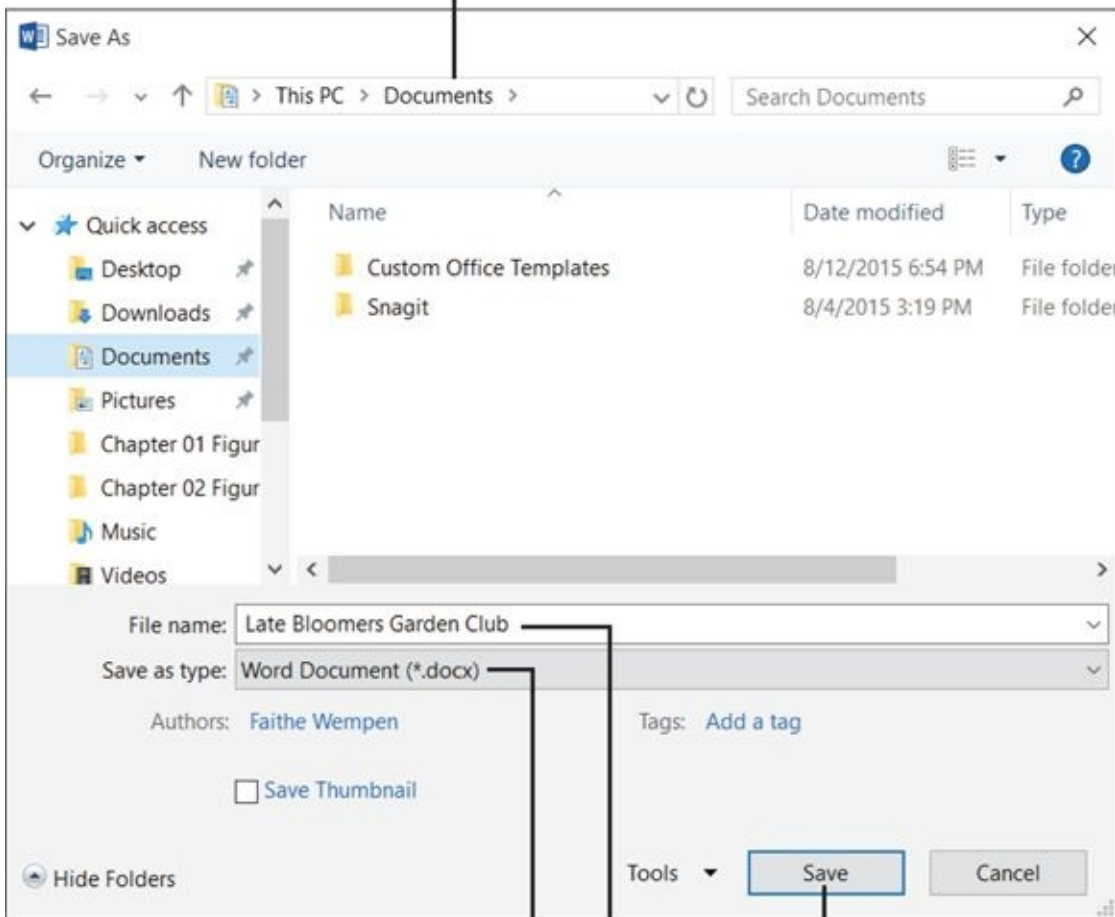 Save As
This PC > Documents >
Search Documents
Organize
New folder
Name
Date modified
Type
Quick access
Desktop
Downloads
Documents
Pictures
Chapter 01 Figur
Chapter 02 Figur
Music
Videos
Custom Office Templates 8/12/2015 6:54 PM File folder
Snagit 8/4/2015 3:19 PM File folder
File name: Late Bloomers Garden Club
Save as type: Word Document (*.docx)
Authors: Faithe Wempen
Tags: Add a tag
Save Thumbnail
Hide Folders
Tools
Save
Cancel